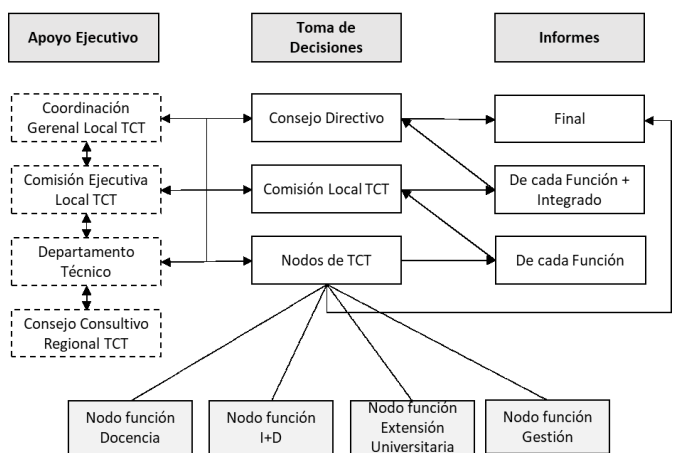 Apoyo Ejecutivo
Toma de
Decisiones
Informes
Coordinación
Gerenal Local TCT
Consejo Directivo
Final
Comisión Ejecutiva
Local TCT
Comisión Local TCT
De cada Función +
Integrado
Departamento
Técnico
Nodos de TCT
De cada Función
Consejo Consultivo
Regional TCT
Nodo función
Docencia
Nodo función
I+D
Nodo función
Extensión
Universitaria
Nodo función
Gestión